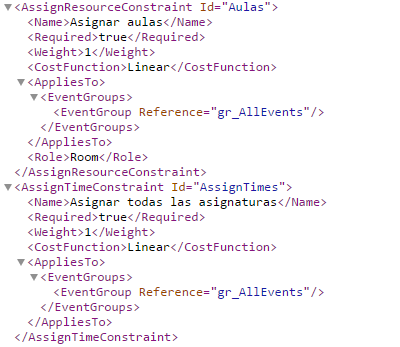 <AssignResourceConstraint Id="Aulas">
<Name>Asignar aulas</Name>
<Required>true</Required>
<Weight>1</Weight>
<CostFunction>Linear</CostFunction>
<AppliesTo>
<EventGroups>
<EventGroup Reference="gr_AllEvents"/>
</EventGroups>
</AppliesTo>
<Role>Room</Role>
</AssignResourceConstraint>
<AssignTimeConstraint Id="AssignTimes">
<Name>Asignar todas las asignaturas</Name>
<Required>true</Required>
<Weight>1</Weight>
<CostFunction>Linear</CostFunction>
<AppliesTo>
<EventGroups>
<EventGroup Reference="gr_AllEvents"/>
</EventGroups>
</AppliesTo>
</AssignTimeConstraint>